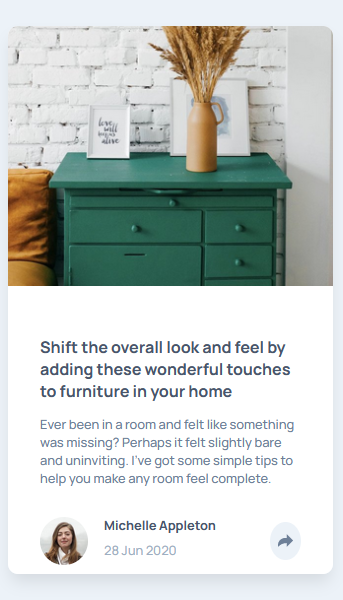 love
will
alive
Shift the overall look and feel by
adding these wonderful touches
to furniture in your home
Ever been in a room and felt like something
was missing? Perhaps it felt slightly bare
and uninviting. I've got some simple tips to
help you make any room feel complete.
Michelle Appleton
28 Jun 2020